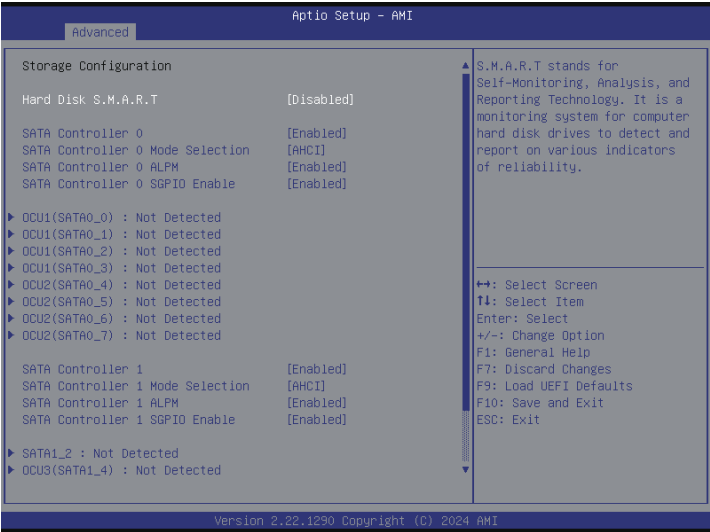 Aptio Setup - AMI
Advanced
Storage Configuration
Hard Disk S.M.A.R.T [Disabled]
SATA Controller 0 [Enabled]
SATA Controller 0 Mode Selection [AHCI]
SATA Controller 0 ALPM [Enabled]
SATA Controller 0 SGPIO Enable [Enabled]
OCU1(SATA0_0) : Not Detected
OCU1(SATA0_1) : Not Detected
OCU1(SATA0_2) : Not Detected
OCU1(SATA0_3) : Not Detected
OCU2(SATA0_4) : Not Detected
OCU2(SATA0_5) : Not Detected
OCU2(SATA0_6) : Not Detected
OCU2(SATA0_7) : Not Detected
SATA Controller 1 [Enabled]
SATA Controller 1 Mode Selection [AHCI]
SATA Controller 1 ALPM [Enabled]
SATA Controller 1 SGPIO Enable [Enabled]
SATA1_2 : Not Detected
OCU3(SATA1_4) : Not Detected
S.M.A.R.T stands for
Self-Monitoring, Analysis, and
Reporting Technology. It is a
monitoring system for computer
hard disk drives to detect and
report on various indicators
of reliability.
↔: Select Screen
↑↓: Select Item
Enter: Select
+/-: Change Option
F1: General Help
F7: Discard Changes
F9: Load UEFI Defaults
F10: Save and Exit
ESC: Exit
Version 2.22.1290 Copyright (C) 2024 AMI